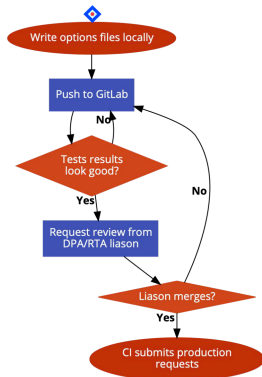 Write options files locally
Push to GitLab
No
Tests results
look good?
Yes
No
Request review from
DPA/RTA liason
Liason merges?
Yes
CI submits production
requests